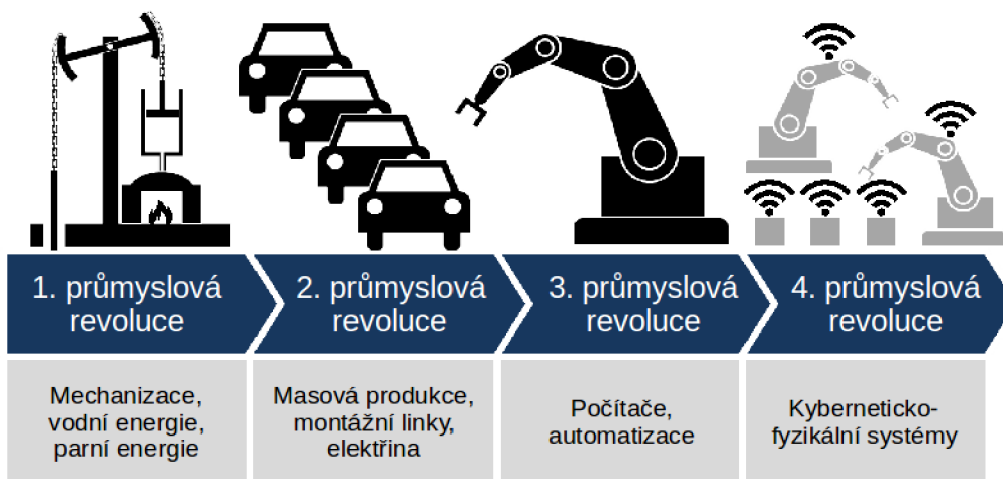 1. průmyslová
revoluce
2. průmyslová
revoluce
3. průmyslová
revoluce
4. průmyslová
revoluce
Mechanizace,
vodní energie,
parní energie
Masová produkce,
montážní linky,
elektřina
Počítače,
automatizace
Kyberneticko-
fyzikální systémy